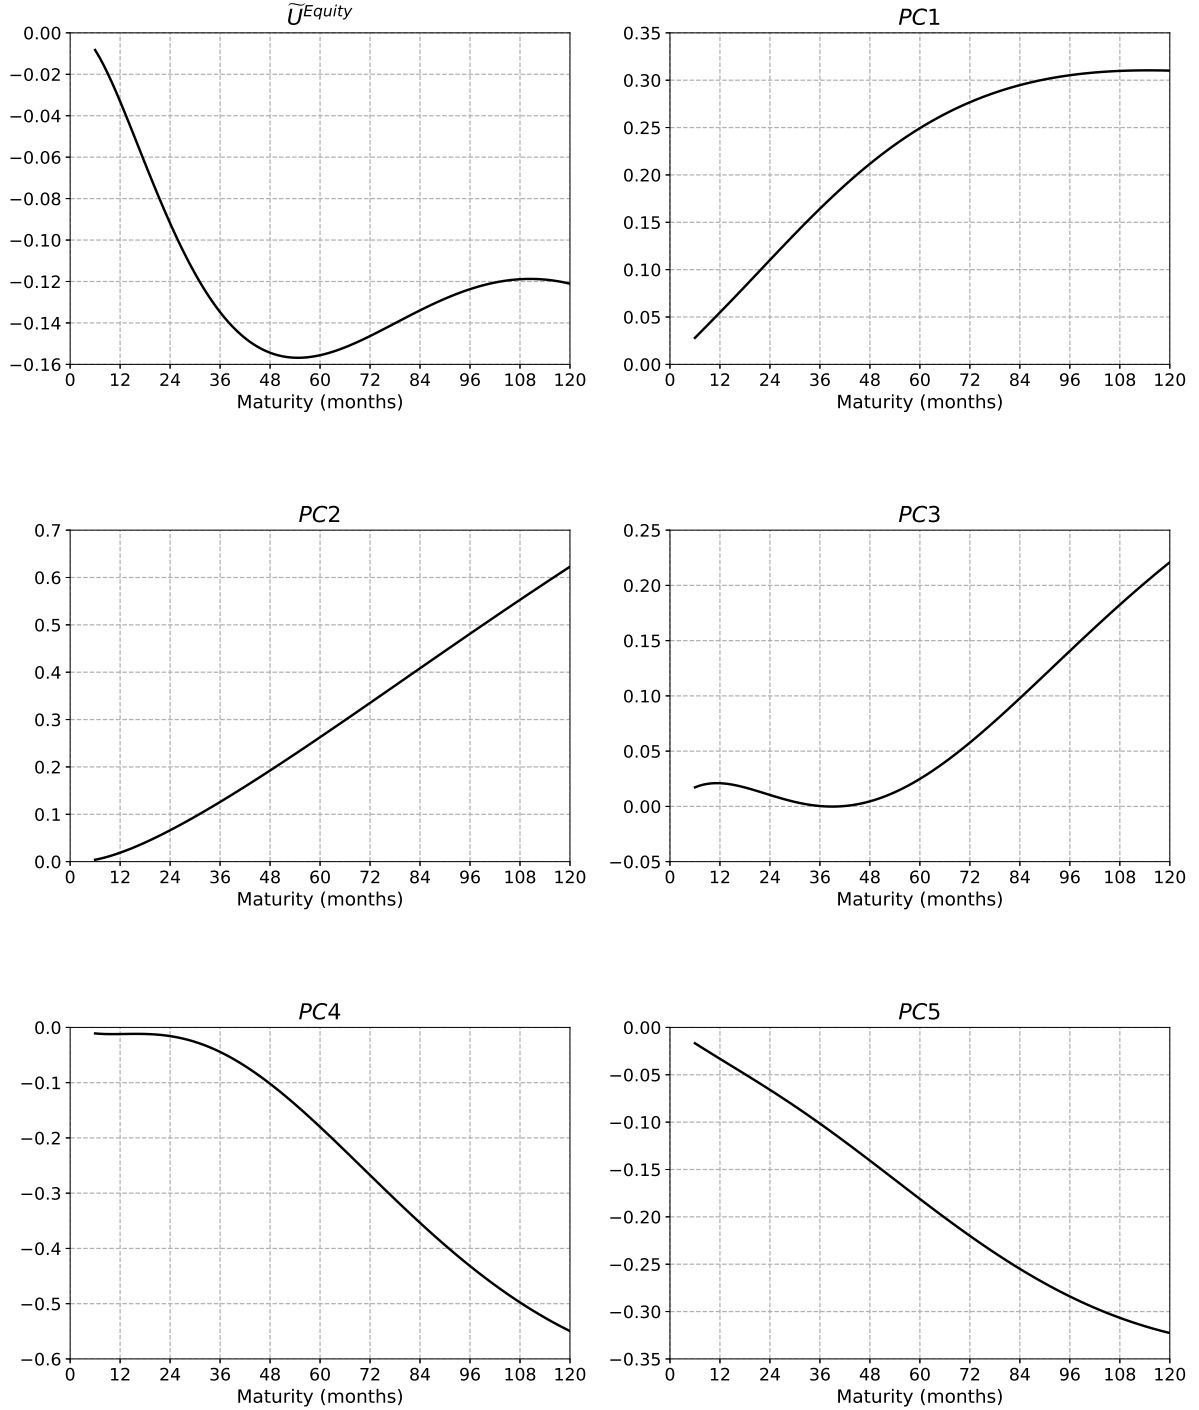 Ũ^Equity
0.00
−0.02
−0.04
−0.06
−0.08
−0.10
−0.12
−0.14
−0.16
0 12 24 36 48 60 72 84 96 108 120
Maturity (months)
PC1
0.35
0.30
0.25
0.20
0.15
0.10
0.05
0.00
0 12 24 36 48 60 72 84 96 108 120
Maturity (months)
PC2
0.7
0.6
0.5
0.4
0.3
0.2
0.1
0.0
0 12 24 36 48 60 72 84 96 108 120
Maturity (months)
PC3
0.25
0.20
0.15
0.10
0.05
0.00
−0.05
0 12 24 36 48 60 72 84 96 108 120
Maturity (months)
PC4
0.0
−0.1
−0.2
−0.3
−0.4
−0.5
−0.6
0 12 24 36 48 60 72 84 96 108 120
Maturity (months)
PC5
0.00
−0.05
−0.10
−0.15
−0.20
−0.25
−0.30
−0.35
0 12 24 36 48 60 72 84 96 108 120
Maturity (months)